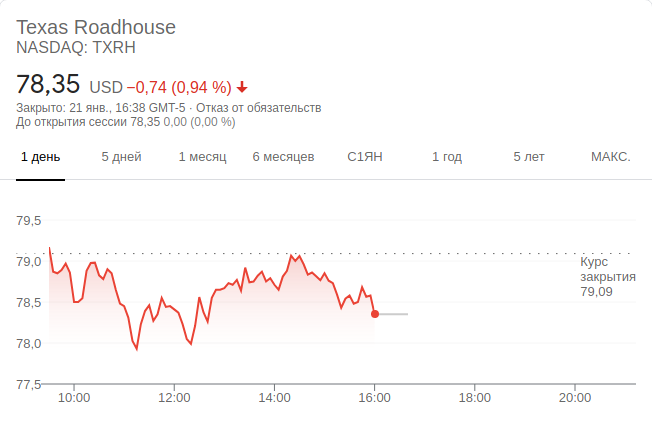 Texas Roadhouse
NASDAQ: TXRH
78,35 USD −0,74 (0,94 %)
Закрыто: 21 янв., 16:38 GMT-5 · Отказ от обязательств
До открытия сессии 78,35 0,00 (0,00 %)
1 день 5 дней 1 месяц 6 месяцев С1ЯН 1 год 5 лет МАКС.
79,5
79,0
78,5
78,0
77,5
Курс
закрытия
79,09
10:00 12:00 14:00 16:00 18:00 20:00